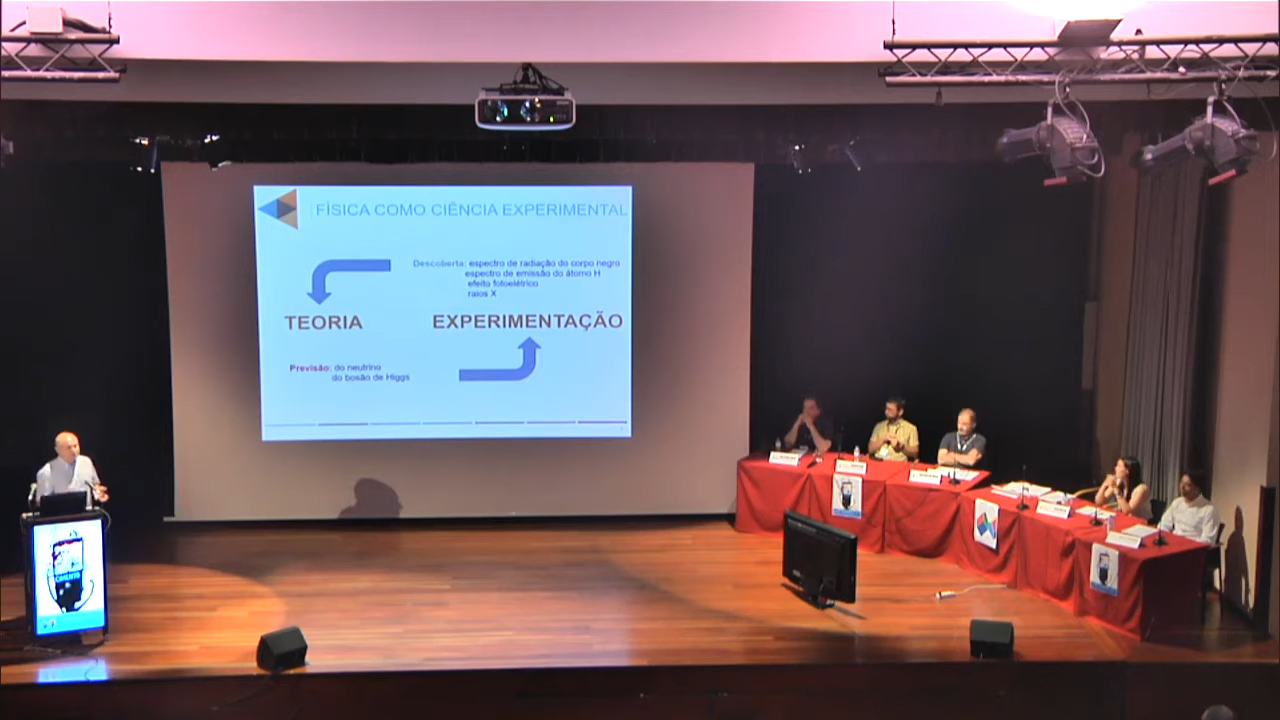 FÍSICA COMO CIÊNCIA EXPERIMENTAL
Descoberta: espectro de radiação do corpo negro
espectro de emissão do átomo H
efeito fotoelétrico
raios X
TEORIA
EXPERIMENTAÇÃO
Previsão: do neutrino
do bosão de Higgs
CIMENTO